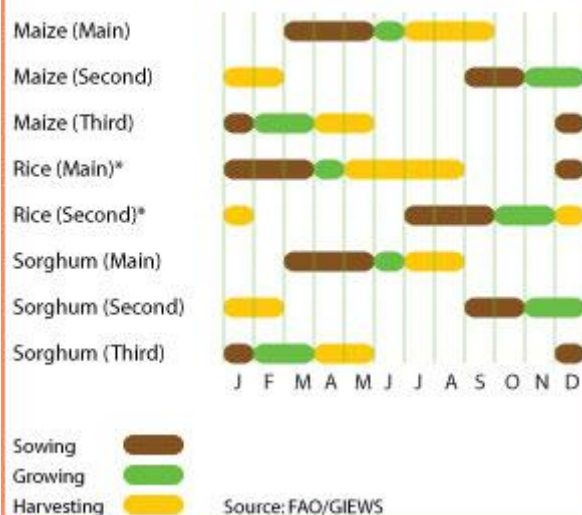 Maize (Main)
Maize (Second)
Maize (Third)
Rice (Main)*
Rice (Second)*
Sorghum (Main)
Sorghum (Second)
Sorghum (Third)
J F M A M J J A S O N D
Sowing
Growing
Harvesting
Source: FAO/GIEWS